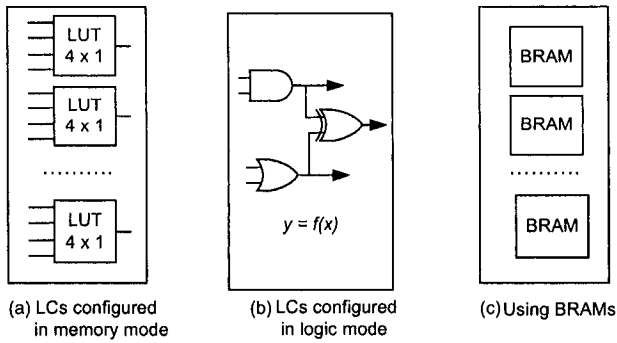 LUT
4 x 1
LUT
4 x 1
LUT
4 x 1
(a) LCs configured
in memory mode
y = f(x)
(b) LCs configured
in logic mode
BRAM
BRAM
BRAM
(c) Using BRAMs